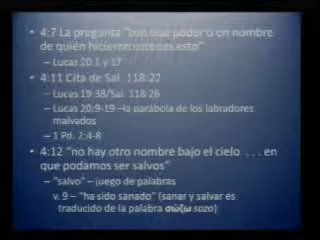 4:7 La pregunta "con qué poder o en nombre
de quién hicieron ustedes esto"
– Lucas 20:1 y 17
4:11 Cita de Sal. 118:22
– Lucas 19:38/Sal. 118:26
– Lucas 20:9-19 –la parábola de los labradores
malvados
– 1 Pd. 2:4-8
4:12 "no hay otro nombre bajo el cielo . . . en
que podamos ser salvos"
– "salvo" – juego de palabras
v. 9 – "ha sido sanado" (sanar y salvar es
traducido de la palabra σώζω sozo)